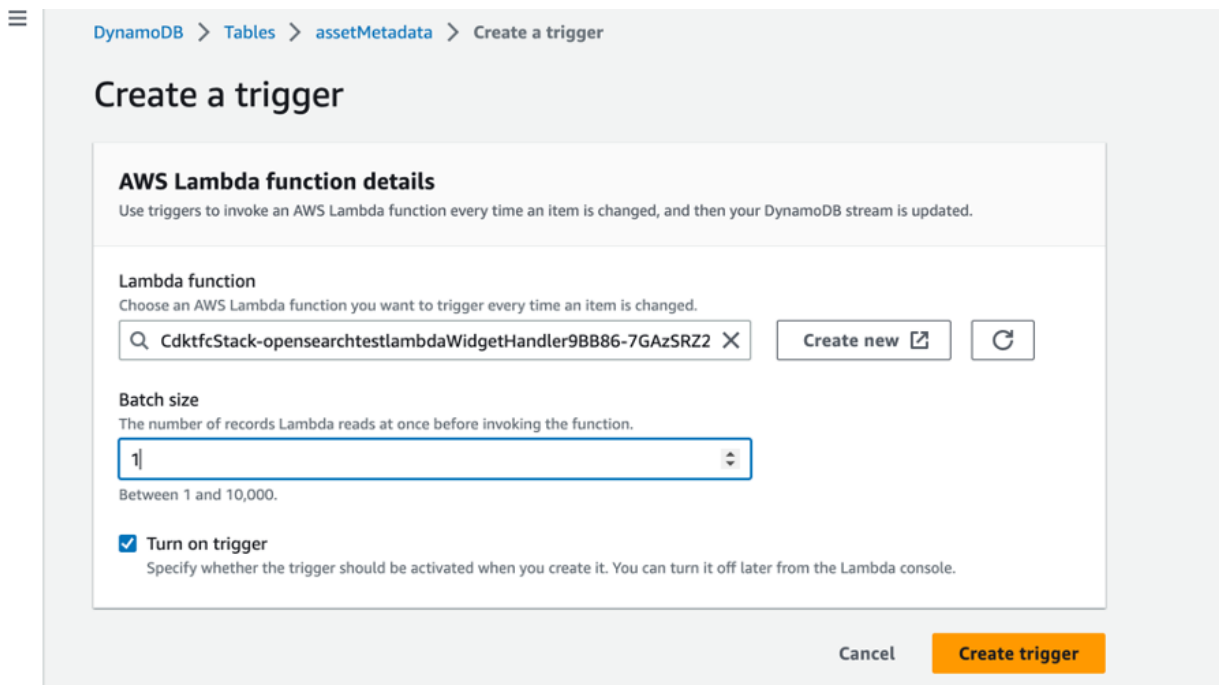 DynamoDB > Tables > assetMetadata > Create a trigger
Create a trigger
AWS Lambda function details
Use triggers to invoke an AWS Lambda function every time an item is changed, and then your DynamoDB stream is updated.
Lambda function
Choose an AWS Lambda function you want to trigger every time an item is changed.
CdktfcStack-opensearchtestlambdaWidgetHandler9BB86-7GAzSRZ2
Create new
Batch size
The number of records Lambda reads at once before invoking the function.
1
Between 1 and 10,000.
Turn on trigger
Specify whether the trigger should be activated when you create it. You can turn it off later from the Lambda console.
Cancel
Create trigger